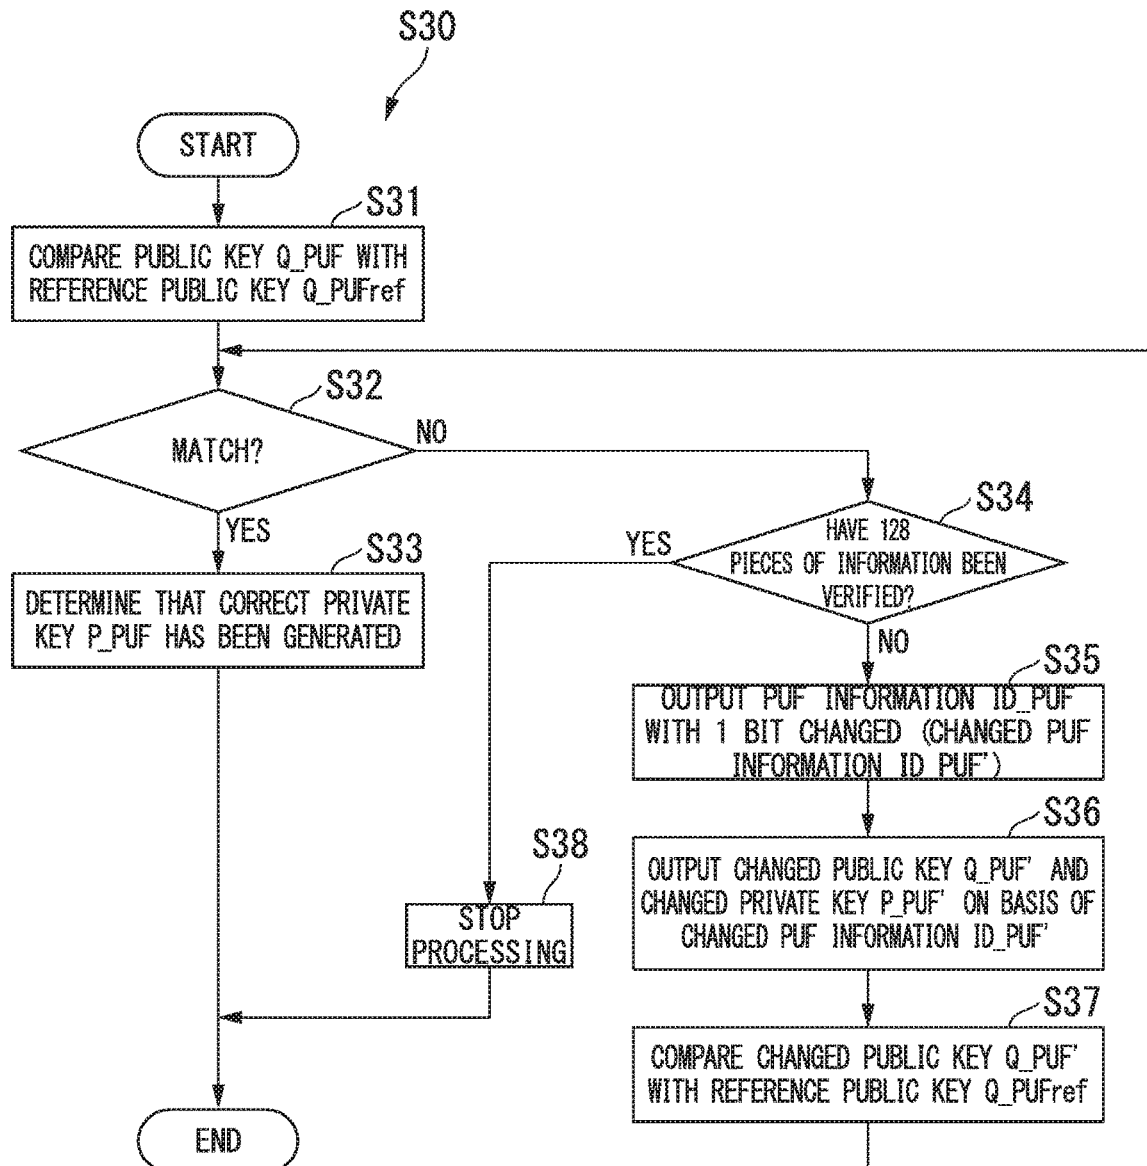 S30
START
S31
COMPARE PUBLIC KEY Q_PUF WITH
REFERENCE PUBLIC KEY Q_PUFref
S32
MATCH?
NO
YES
S33
DETERMINE THAT CORRECT PRIVATE
KEY P_PUF HAS BEEN GENERATED
S34
HAVE 128
PIECES OF INFORMATION BEEN
VERIFIED?
YES
NO
S35
OUTPUT PUF INFORMATION ID_PUF
WITH 1 BIT CHANGED (CHANGED PUF
INFORMATION ID PUF')
S36
OUTPUT CHANGED PUBLIC KEY Q_PUF' AND
CHANGED PRIVATE KEY P_PUF' ON BASIS OF
CHANGED PUF INFORMATION ID_PUF'
S38
STOP
PROCESSING
S37
COMPARE CHANGED PUBLIC KEY Q_PUF'
WITH REFERENCE PUBLIC KEY Q_PUFref
END